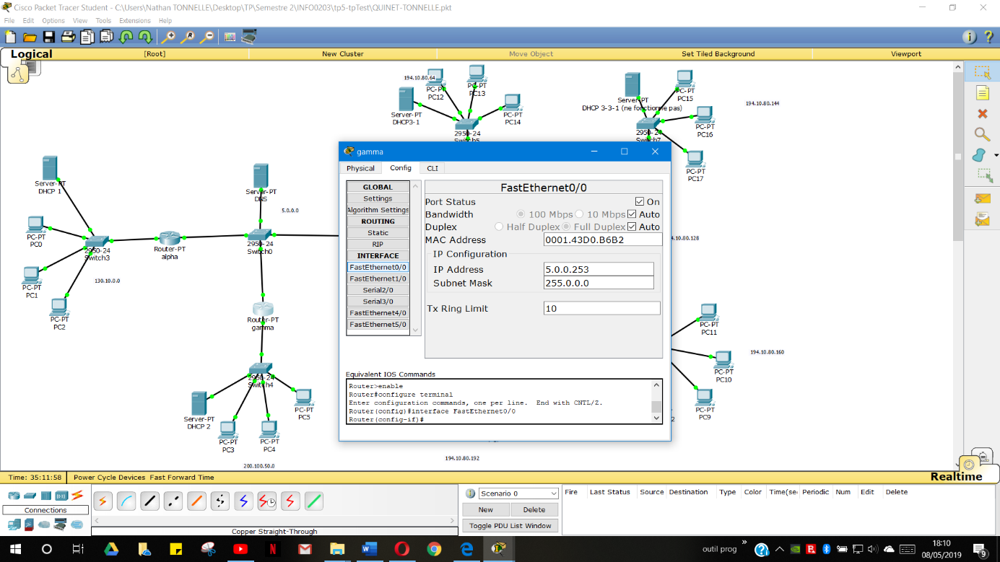 Cisco Packet Tracer Student - C:\Users\Nathan TONNELLE\Desktop\TP\Semestre 2\INFO0203\tp5-tpTest\QUINET-TONNELLE.pkt
File Edit Options View Tools Extensions Help
Logical [Root] New Cluster Move Object Set Tiled Background Viewport
194.10.80.64
PC-PT
PC12
PC-PT
PC13
Server-PT
DHCP3-1
PC-PT
PC14
2950-24
Switch5
Server-PT
DHCP 3-3-1 (ne fonctionne pas)
PC-PT
PC15
194.10.80.144
PC-PT
PC16
2950-24
Switch7
PC-PT
PC17
Server-PT
DHCP 1
PC-PT
PC0
PC-PT
PC1
PC-PT
PC2
2950-24
Switch3
130.10.0.0
Router-PT
alpha
Server-PT
DNS
5.0.0.0
2950-24
Switch0
Router-PT
gamma
2950-24
Switch4
Server-PT
DHCP 2
PC-PT
PC3
PC-PT
PC4
PC-PT
PC5
200.100.50.0
gamma
Physical Config CLI
GLOBAL
Settings
Algorithm Settings
ROUTING
Static
RIP
INTERFACE
FastEthernet0/0
FastEthernet1/0
Serial2/0
Serial3/0
FastEthernet4/0
FastEthernet5/0
FastEthernet0/0
Port Status On
Bandwidth 100 Mbps 10 Mbps Auto
Duplex Half Duplex Full Duplex Auto
MAC Address 0001.43D0.B6B2
IP Configuration
IP Address 5.0.0.253
Subnet Mask 255.0.0.0
Tx Ring Limit 10
Equivalent IOS Commands
Router>enable
Router#configure terminal
Enter configuration commands, one per line. End with CNTL/Z.
Router(config)#interface FastEthernet0/0
Router(config-if)#
.10.80.128
PC-PT
PC11
194.10.80.160
PC-PT
PC10
PC-PT
PC9
2
194.10.80.192
Time: 35:11:58 Power Cycle Devices Fast Forward Time Realtime
Connections
Copper Straight-Through
Scenario 0
New Delete
Toggle PDU List Window
Fire Last Status Source Destination Type Color Time(se Periodic Num Edit Delete
outil prog
18:10
08/05/2019
9